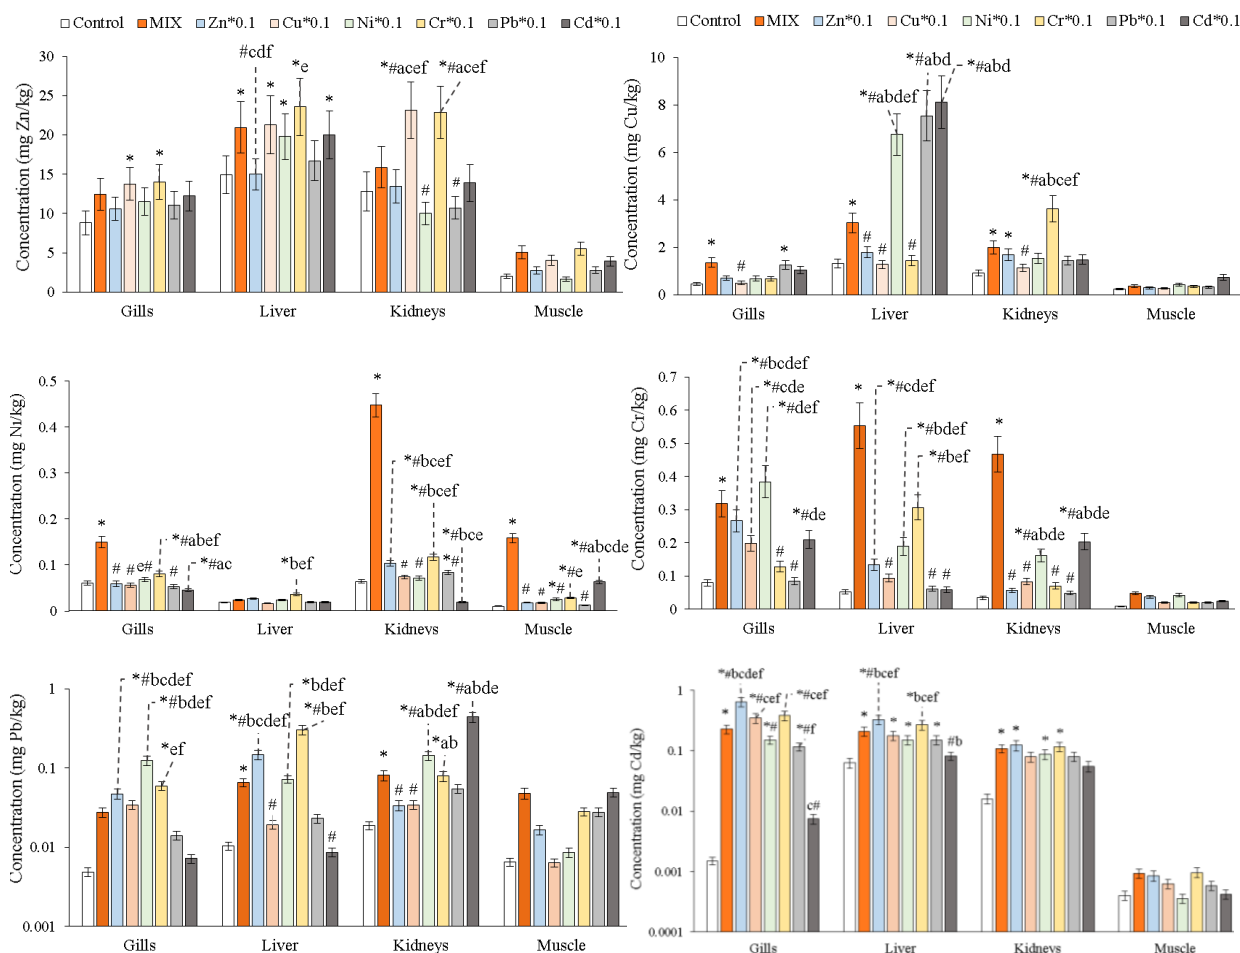 Control MIX Zn*0.1 Cu*0.1 Ni*0.1 Cr*0.1 Pb*0.1 Cd*0.1
Concentration (mg Zn/kg)
30
25
20
15
10
5
0
* * * #cdf * * *e * *#acef # *#acef #
Gills Liver Kidneys Muscle
Control MIX Zn*0.1 Cu*0.1 Ni*0.1 Cr*0.1 Pb*0.1 Cd*0.1
Concentration (mg Cu/kg)
10
8
6
4
2
0
* # * * # # *#abdef # *#abd *#abd * * # *#abcef
Gills Liver Kidneys Muscle
Concentration (mg Ni/kg)
0.5
0.4
0.3
0.2
0.1
0
* # # e# *#abef # *#ac *bef * *#bcef # # *#bcef *# *#bce * # # *# *#e # *#abcde
Gills Liver Kidneys Muscle
Concentration (mg Cr/kg)
0.7
0.6
0.5
0.4
0.3
0.2
0.1
0
* *#bcdef *#cde *#def # # *#de * *#cdef # *#bdef *#bef # # * # # *#abde # # *#abde
Gills Liver Kidneys Muscle
Concentration (mg Pb/kg)
1
0.1
0.01
0.001
*#bcdef *#bdef *ef * *#bcdef # *bdef *#bef # * # # *#abdef *ab *#abde
Gills Liver Kidneys Muscle
Concentration (mg Cd/kg)
1
0.1
0.01
0.001
0.0001
* *#bcdef *#cef *# *#cef *#f c# * *#bcef * * *bcef * #b * * * *
Gills Liver Kidneys Muscle